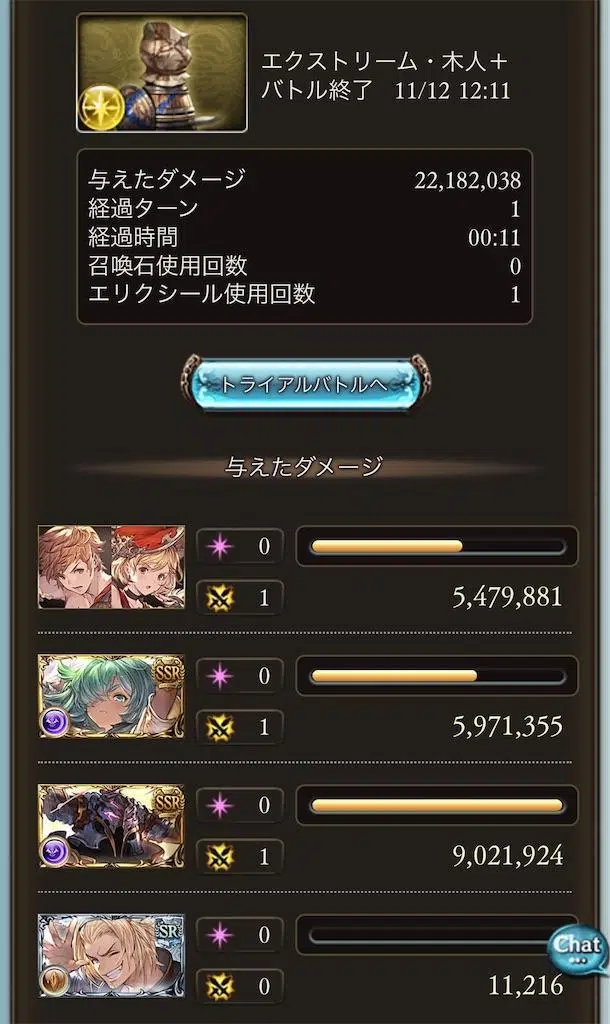 エクストリーム・木人＋
バトル終了 11/12 12:11
与えたダメージ 22,182,038
経過ターン 1
経過時間 00:11
召喚石使用回数 0
エリクシール使用回数 1
トライアルバトルへ
与えたダメージ
0
1
5,479,881
SSR
0
1
5,971,355
SSR
0
1
9,021,924
SR
0
0
11,216
Chat